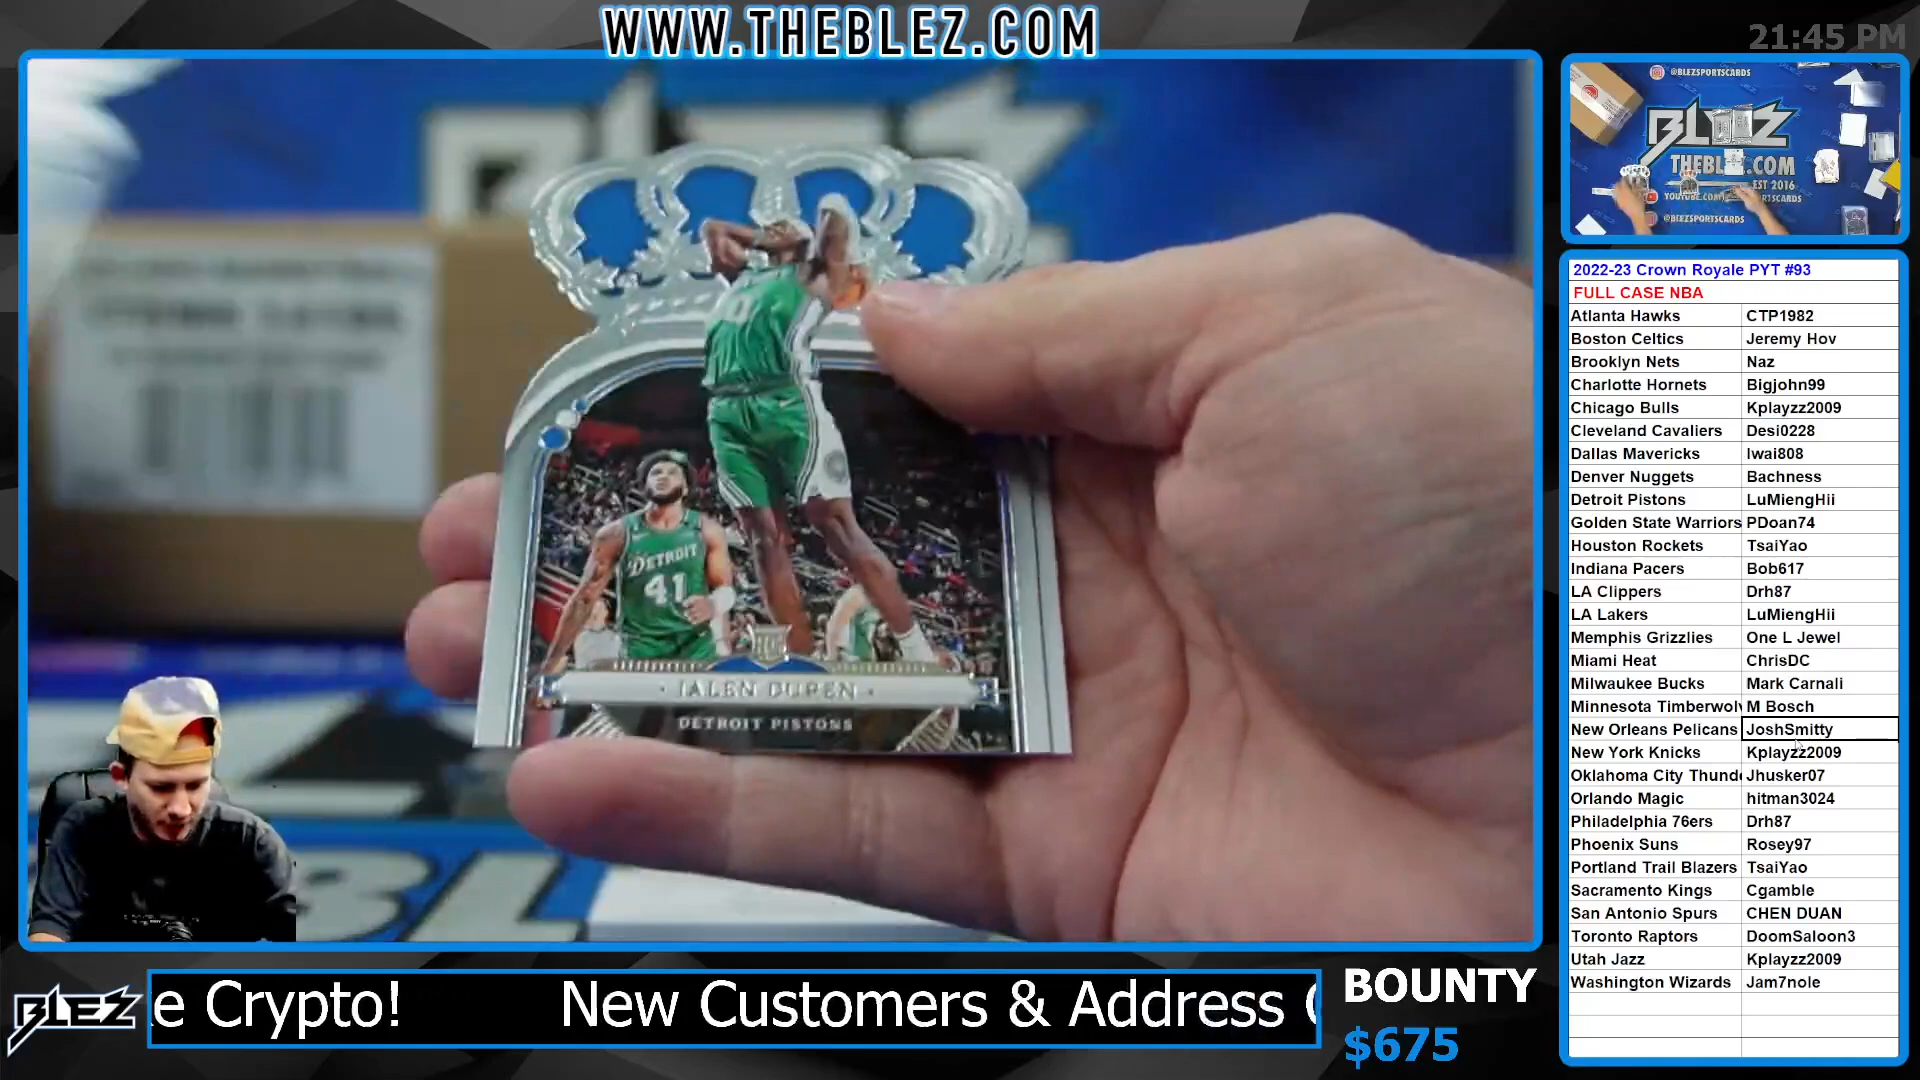 WWW.THEBLEZ.COM
21:45 PM
@BLEZSPORTSCARDS
BLEZ
THEBLEZ.COM
EST 2016
@BLEZSPORTSCARDS
DETROIT
41
JALEN DUREN
DETROIT PISTONS
2022-23 Crown Royale PYT #93
FULL CASE NBA
Atlanta Hawks CTP1982
Boston Celtics Jeremy Hov
Brooklyn Nets Naz
Charlotte Hornets Bigjohn99
Chicago Bulls Kplayzz2009
Cleveland Cavaliers Desi0228
Dallas Mavericks Iwai808
Denver Nuggets Bachness
Detroit Pistons LuMiengHii
Golden State Warriors PDoan74
Houston Rockets TsaiYao
Indiana Pacers Bob617
LA Clippers Drh87
LA Lakers LuMiengHii
Memphis Grizzlies One L Jewel
Miami Heat ChrisDC
Milwaukee Bucks Mark Carnali
Minnesota Timberwolv M Bosch
New Orleans Pelicans JoshSmitty
New York Knicks Kplayzz2009
Oklahoma City Thund Jhusker07
Orlando Magic hitman3024
Philadelphia 76ers Drh87
Phoenix Suns Rosey97
Portland Trail Blazers TsaiYao
Sacramento Kings Cgamble
San Antonio Spurs CHEN DUAN
Toronto Raptors DoomSaloon3
Utah Jazz Kplayzz2009
Washington Wizards Jam7nole
BLEZ
e Crypto! New Customers & Address
BOUNTY
$675